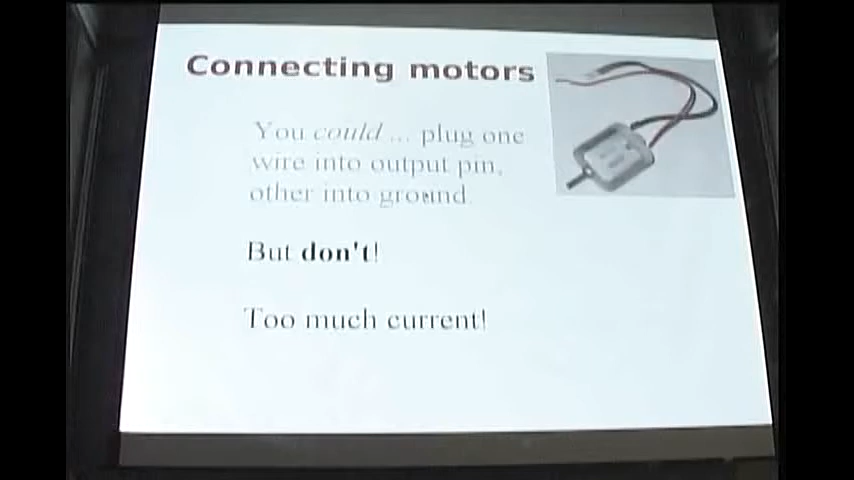 Connecting motors
You could ... plug one
wire into output pin,
other into ground.
But don't!
Too much current!